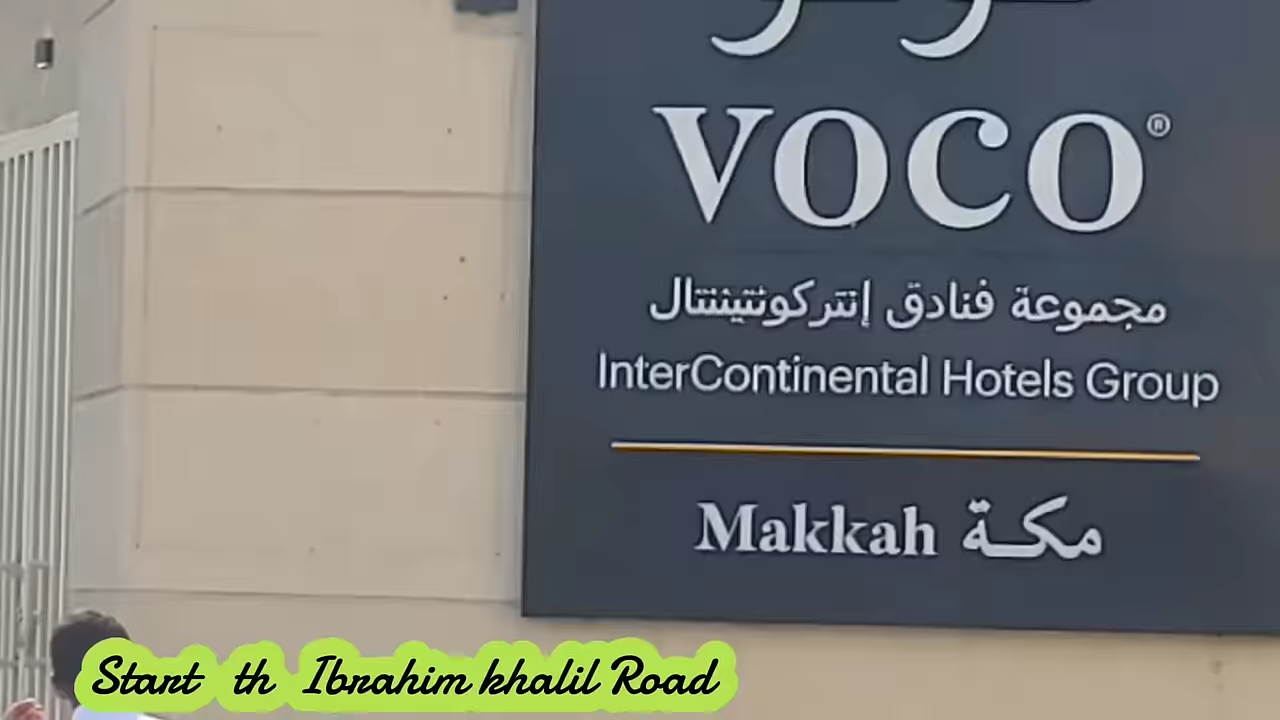 VOCO®
مجموعة فنادق إنتركونتيننتال
InterContinental Hotels Group
Makkah مكة
Start th Ibrahim khalil Road